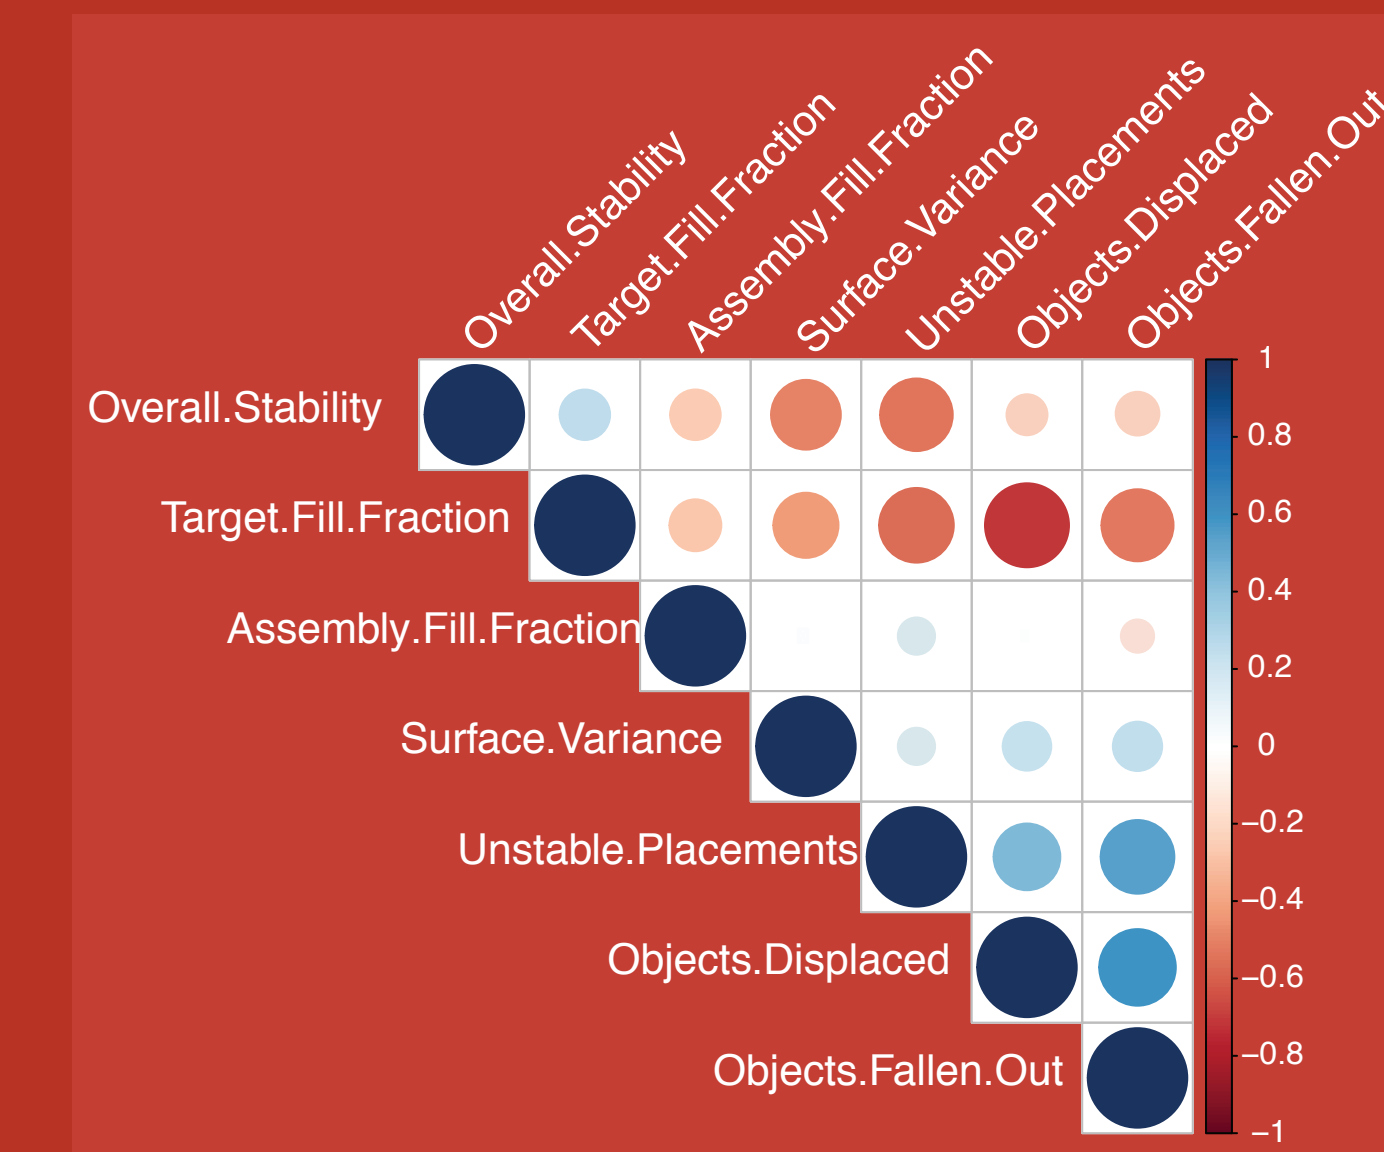 Overall.Stability
Target.Fill.Fraction
Assembly.Fill.Fraction
Surface.Variance
Unstable.Placements
Objects.Displaced
Objects.Fallen.Out
Overall.Stability
Target.Fill.Fraction
Assembly.Fill.Fraction
Surface.Variance
Unstable.Placements
Objects.Displaced
Objects.Fallen.Out
1
0.8
0.6
0.4
0.2
0
−0.2
−0.4
−0.6
−0.8
−1